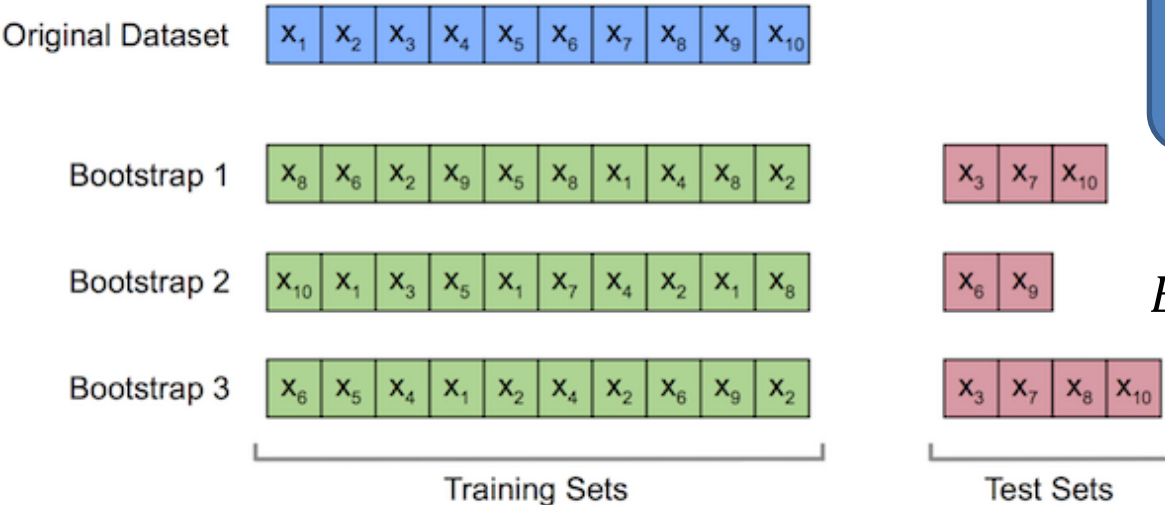 Original Dataset x₁ x₂ x₃ x₄ x₅ x₆ x₇ x₈ x₉ x₁₀
Bootstrap 1 x₈ x₆ x₂ x₉ x₅ x₈ x₁ x₄ x₈ x₂ x₃ x₇ x₁₀
Bootstrap 2 x₁₀ x₁ x₃ x₅ x₁ x₇ x₄ x₂ x₁ x₈ x₆ x₉
Bootstrap 3 x₆ x₅ x₄ x₁ x₂ x₄ x₂ x₆ x₉ x₂ x₃ x₇ x₈ x₁₀
Training Sets Test Sets